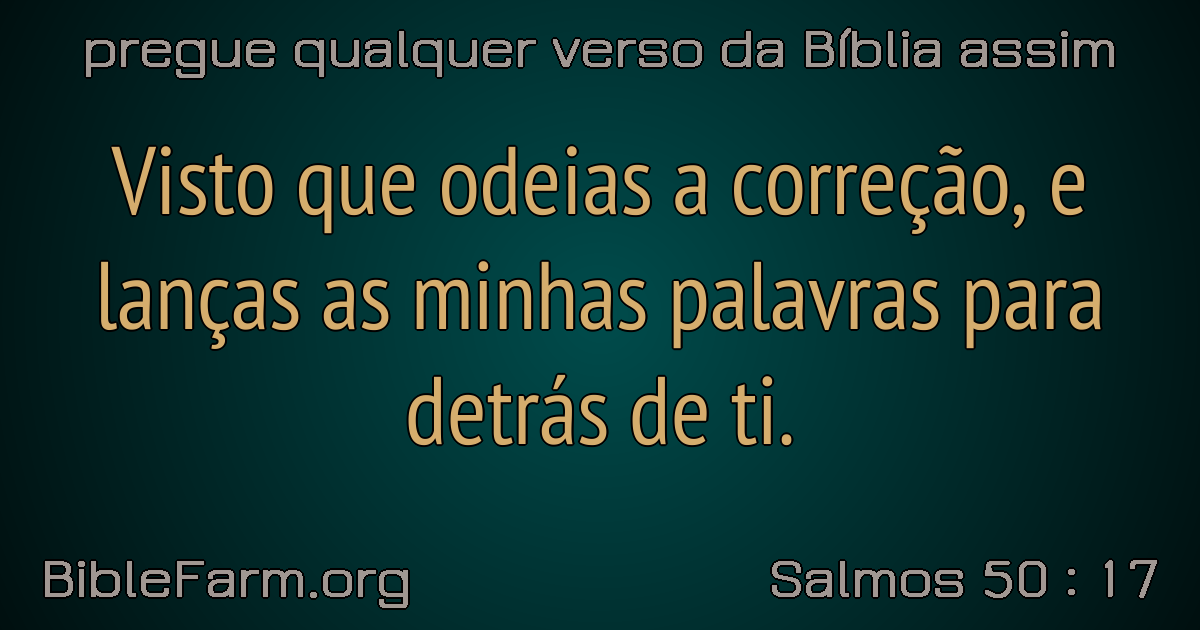 pregue qualquer verso da Bíblia assim
Visto que odeias a correção, e
lanças as minhas palavras para
detrás de ti.
BibleFarm.org
Salmos 50 : 17